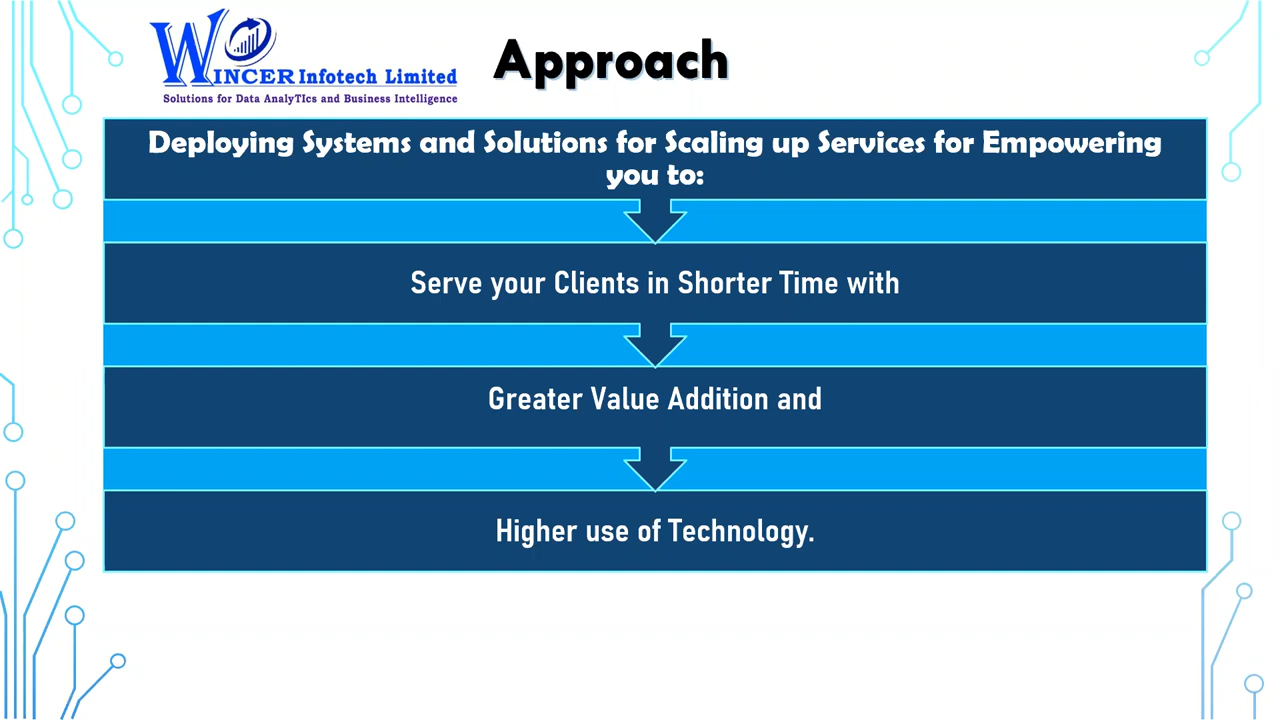 WINCER Infotech Limited
Solutions for Data AnalyTIcs and Business Intelligence
Approach
Deploying Systems and Solutions for Scaling up Services for Empowering
you to:
Serve your Clients in Shorter Time with
Greater Value Addition and
Higher use of Technology.